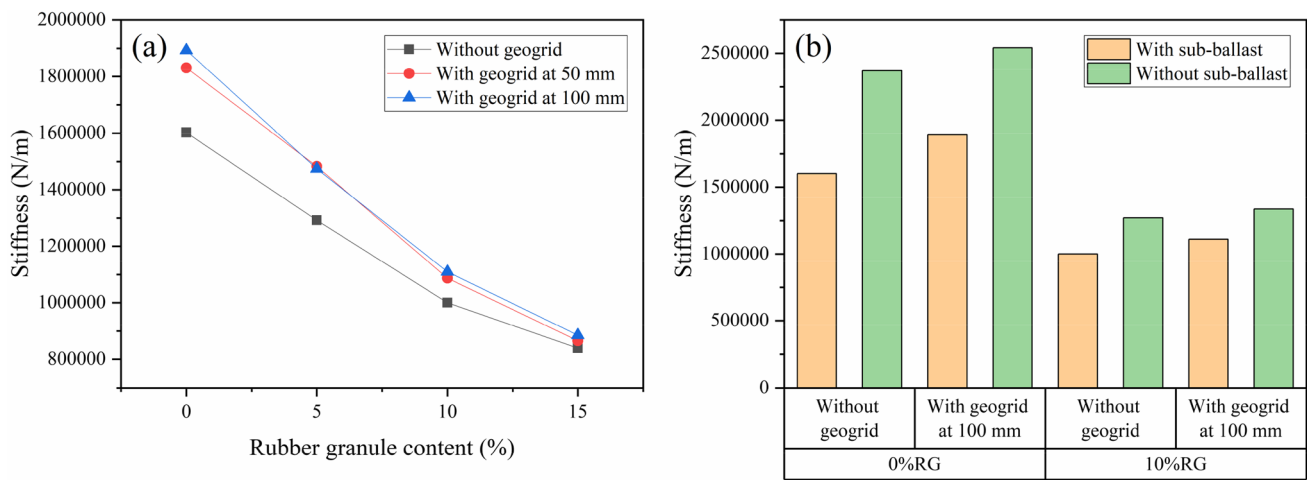 (a)
Without geogrid
With geogrid at 50 mm
With geogrid at 100 mm
2000000
1800000
1600000
1400000
1200000
1000000
800000
Stiffness (N/m)
0 5 10 15
Rubber granule content (%)
(b)
With sub-ballast
Without sub-ballast
2500000
2000000
1500000
1000000
500000
0
Stiffness (N/m)
Without geogrid
With geogrid at 100 mm
Without geogrid
With geogrid at 100 mm
0%RG
10%RG